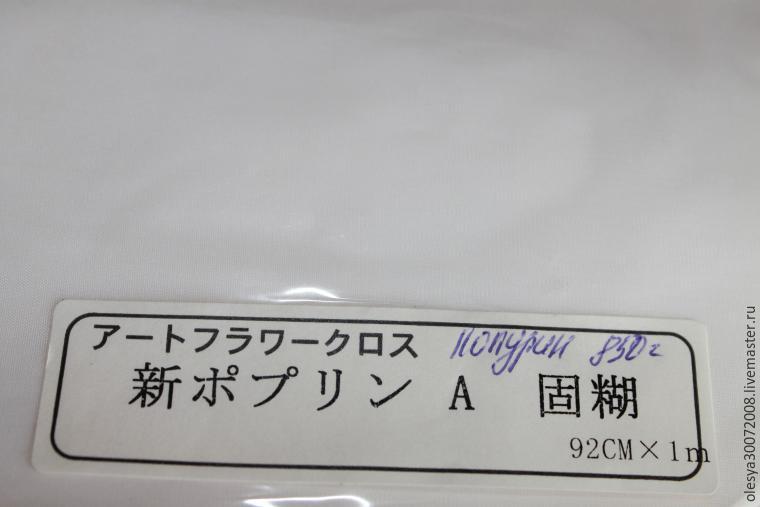 アートフラワークロス попурин 850г
新ポプリン A 固糊
92CM×1m
olesya30072008.livemaster.ru